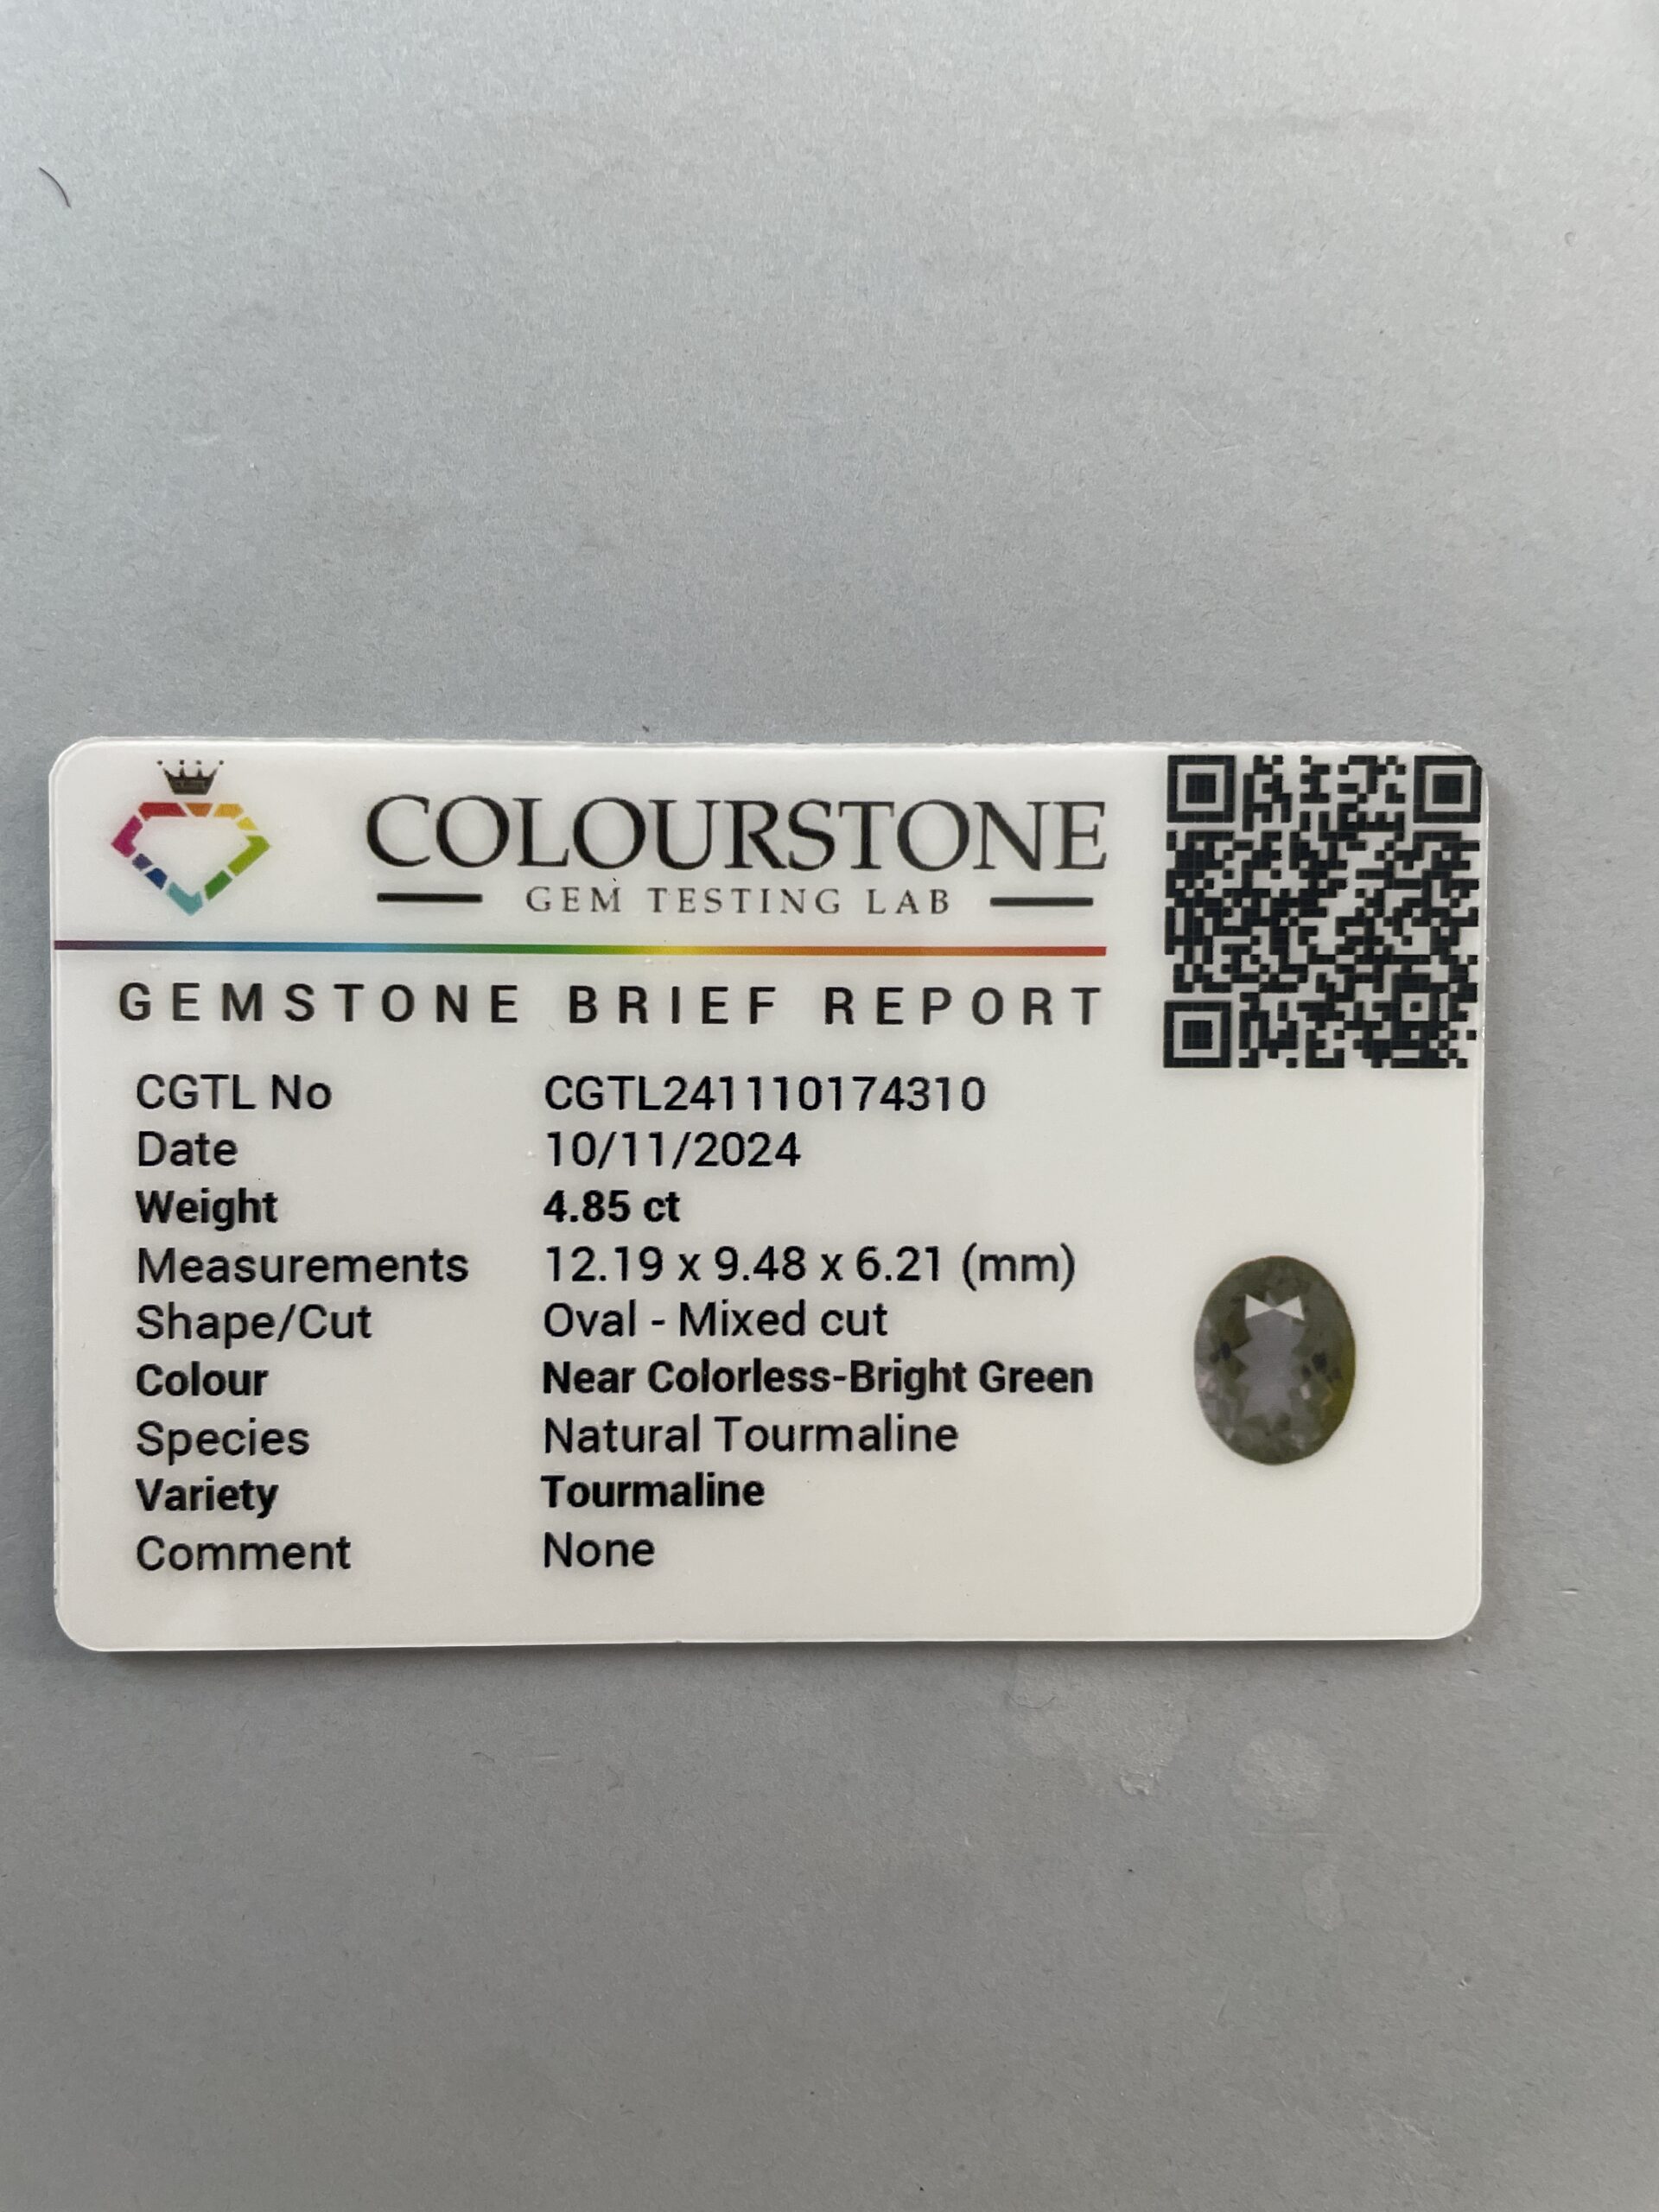 COLOURSTONE
GEM TESTING LAB
GEMSTONE BRIEF REPORT
CGTL No CGTL241110174310
Date 10/11/2024
Weight 4.85 ct
Measurements 12.19 x 9.48 x 6.21 (mm)
Shape/Cut Oval - Mixed cut
Colour Near Colorless-Bright Green
Species Natural Tourmaline
Variety Tourmaline
Comment None